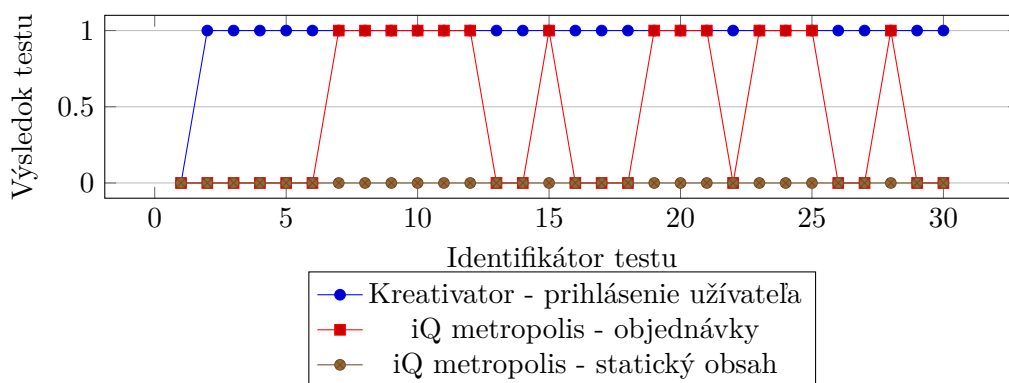 1
0.5
0
Výsledok testu
0 5 10 15 20 25 30
Identifikátor testu
Kreativator - prihlásenie užívateľa
iQ metropolis - objednávky
iQ metropolis - statický obsah